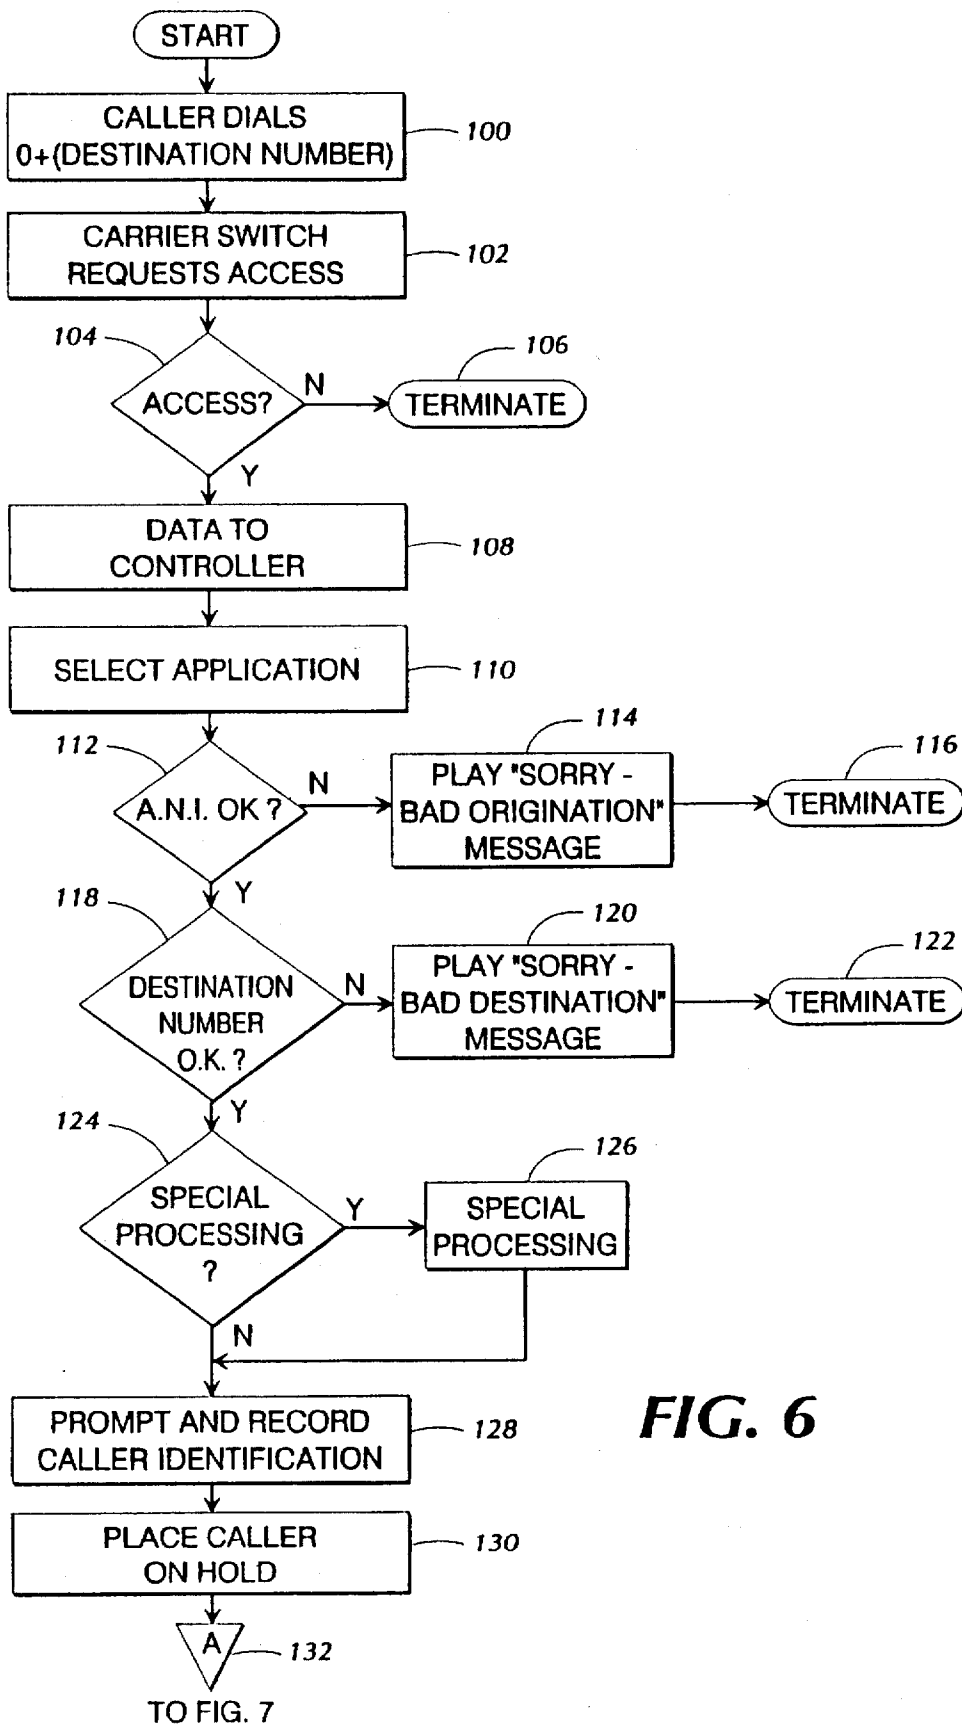 START
CALLER DIALS
0+(DESTINATION NUMBER)
100
CARRIER SWITCH
REQUESTS ACCESS
102
104
ACCESS?
N
106
TERMINATE
Y
DATA TO
CONTROLLER
108
SELECT APPLICATION
110
112
A.N.I. OK ?
N
114
PLAY "SORRY -
BAD ORIGINATION"
MESSAGE
116
TERMINATE
Y
118
DESTINATION
NUMBER
O.K. ?
N
120
PLAY "SORRY -
BAD DESTINATION"
MESSAGE
122
TERMINATE
Y
124
SPECIAL
PROCESSING
?
Y
126
SPECIAL
PROCESSING
N
PROMPT AND RECORD
CALLER IDENTIFICATION
128
FIG. 6
PLACE CALLER
ON HOLD
130
A
132
TO FIG. 7